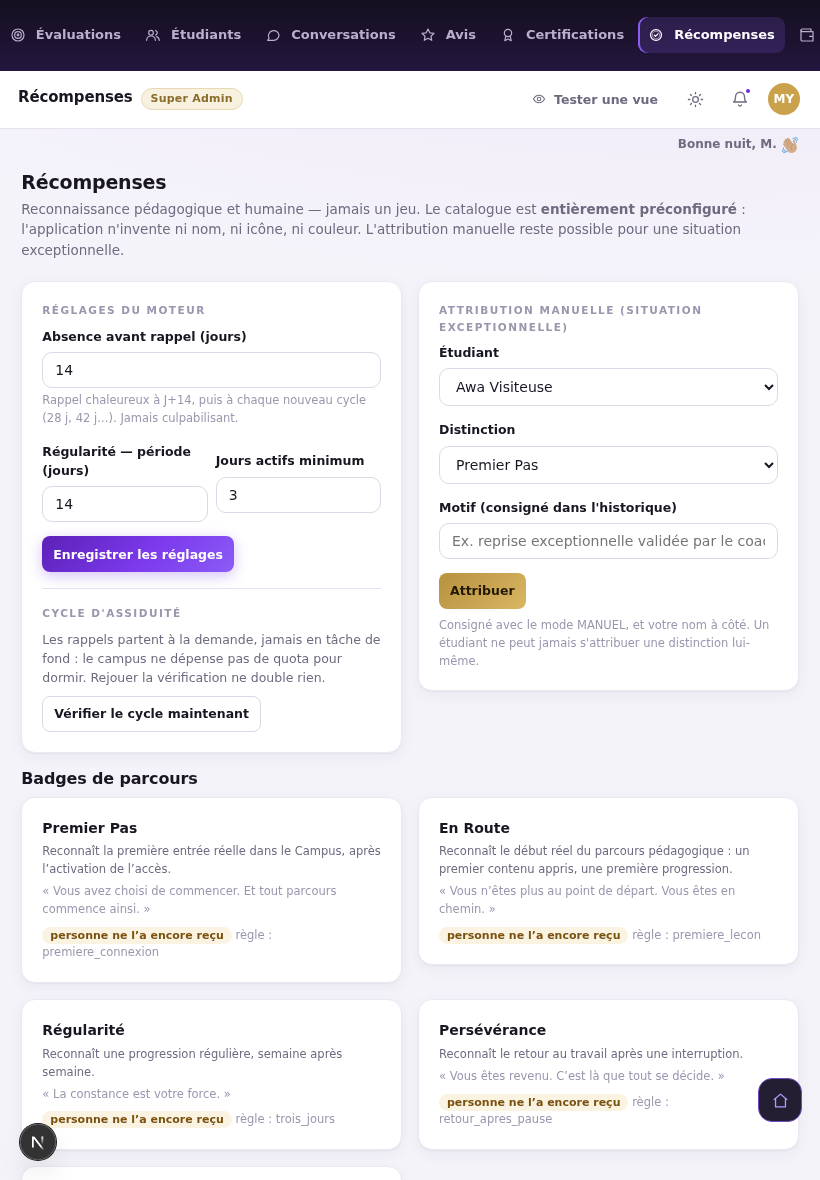 Évaluations
Étudiants
Conversations
Avis
Certifications
Récompenses
Récompenses
Super Admin
Tester une vue
MY
Bonne nuit, M. 👋🏽
Récompenses
Reconnaissance pédagogique et humaine — jamais un jeu. Le catalogue est entièrement préconfiguré :
l'application n'invente ni nom, ni icône, ni couleur. L'attribution manuelle reste possible pour une situation
exceptionnelle.
RÉGLAGES DU MOTEUR
Absence avant rappel (jours)
14
Rappel chaleureux à J+14, puis à chaque nouveau cycle
(28 j, 42 j…). Jamais culpabilisant.
Régularité — période
(jours)
14
Jours actifs minimum
3
Enregistrer les réglages
CYCLE D'ASSIDUITÉ
Les rappels partent à la demande, jamais en tâche de
fond : le campus ne dépense pas de quota pour
dormir. Rejouer la vérification ne double rien.
Vérifier le cycle maintenant
ATTRIBUTION MANUELLE (SITUATION
EXCEPTIONNELLE)
Étudiant
Awa Visiteuse
Distinction
Premier Pas
Motif (consigné dans l'historique)
Ex. reprise exceptionnelle validée par le coac
Attribuer
Consigné avec le mode MANUEL, et votre nom à côté. Un
étudiant ne peut jamais s'attribuer une distinction lui-
même.
Badges de parcours
Premier Pas
Reconnaît la première entrée réelle dans le Campus, après
l’activation de l’accès.
« Vous avez choisi de commencer. Et tout parcours
commence ainsi. »
personne ne l’a encore reçu règle :
premiere_connexion
En Route
Reconnaît le début réel du parcours pédagogique : un
premier contenu appris, une première progression.
« Vous n’êtes plus au point de départ. Vous êtes en
chemin. »
personne ne l’a encore reçu règle : premiere_lecon
Régularité
Reconnaît une progression régulière, semaine après
semaine.
« La constance est votre force. »
personne ne l’a encore reçu règle : trois_jours
Persévérance
Reconnaît le retour au travail après une interruption.
« Vous êtes revenu. C’est là que tout se décide. »
personne ne l’a encore reçu règle :
retour_apres_pause
N